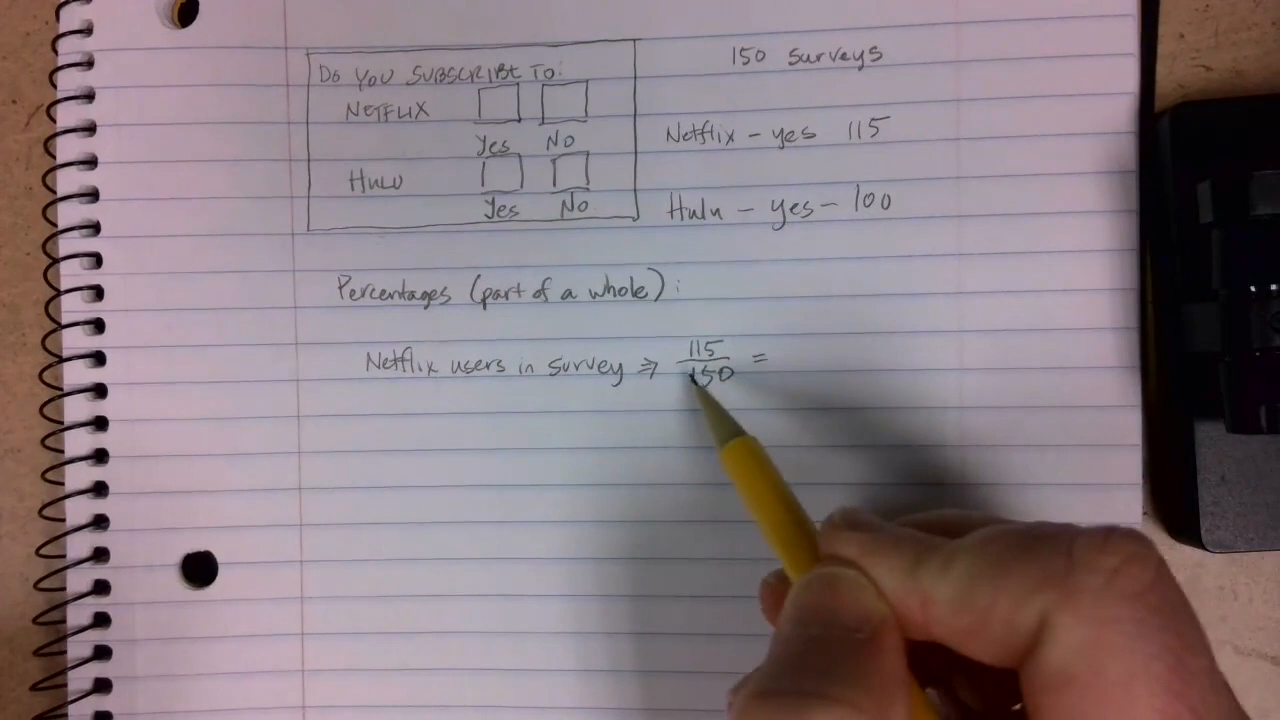 Do YOU SUBSCRIBE TO:
NETFLIX
Yes No
HULU
Yes No
150 surveys
Netflix - yes 115
Hulu - yes - 100
Percentages (part of a whole):
Netflix users in survey ⇒ 115/150 =